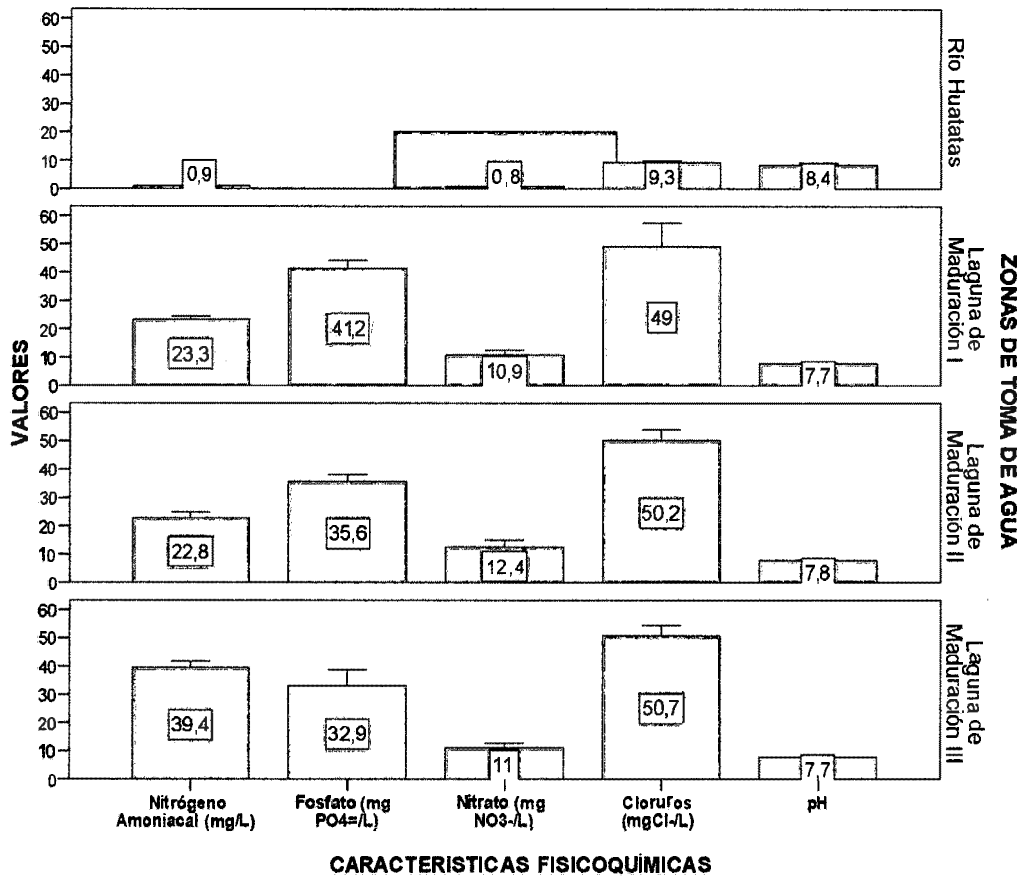 60
50
40
30
20
10
0
0,9
0,8
9,3
8,4
Río Huatatas
60
50
40
30
20
10
0
23,3
41,2
10,9
49
7,7
Laguna de
Maduración I
60
50
40
30
20
10
0
22,8
35,6
12,4
50,2
7,8
Laguna de
Maduración II
60
50
40
30
20
10
0
39,4
32,9
11
50,7
7,7
Laguna de
Maduración III
VALORES
ZONAS DE TOMA DE AGUA
Nitrógeno
Amoniacal (mg/L)
Fosfato (mg
PO4=/L)
Nitrato (mg
NO3-/L)
Cloruros
(mgCl-/L)
pH
CARACTERISTICAS FISICOQUÍMICAS